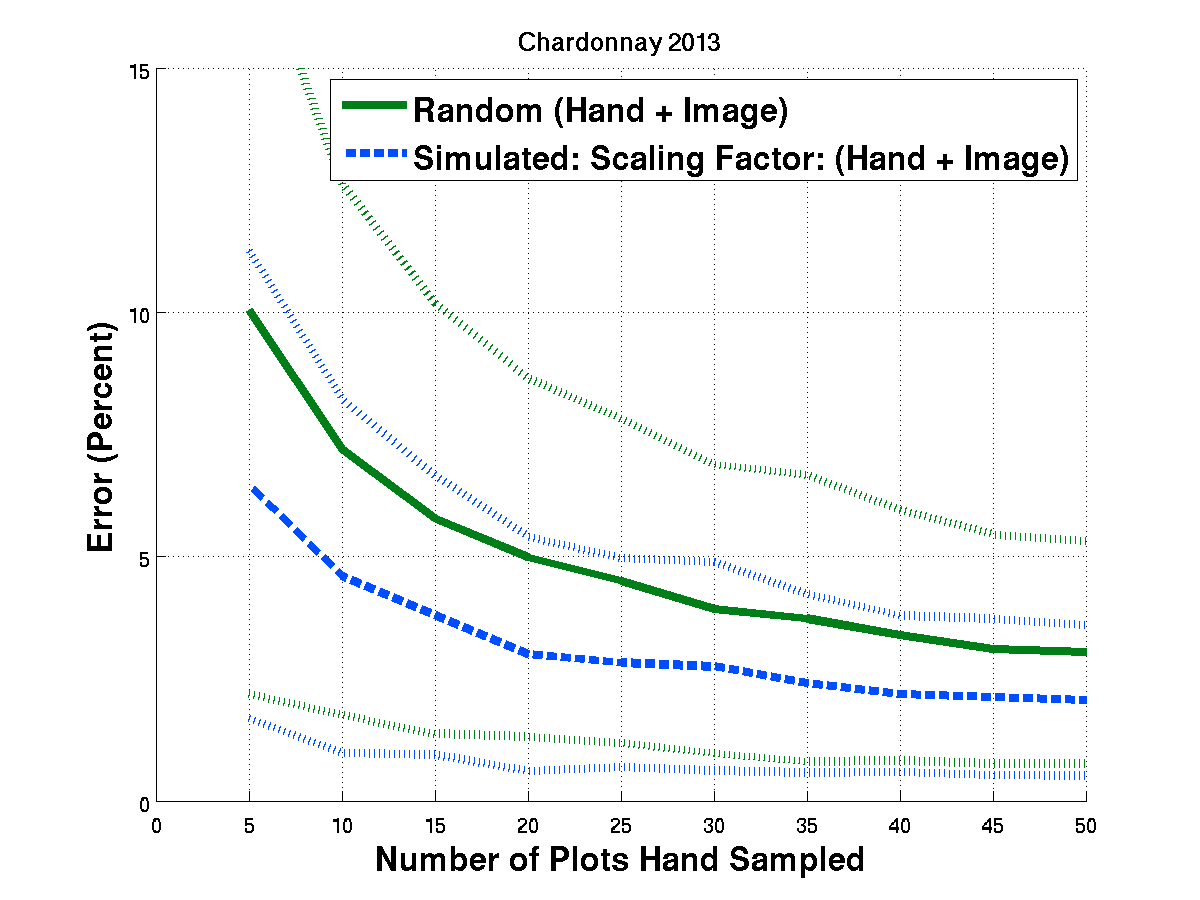 Chardonnay 2013
15
10
5
0
Error (Percent)
Random (Hand + Image)
Simulated: Scaling Factor: (Hand + Image)
0 5 10 15 20 25 30 35 40 45 50
Number of Plots Hand Sampled